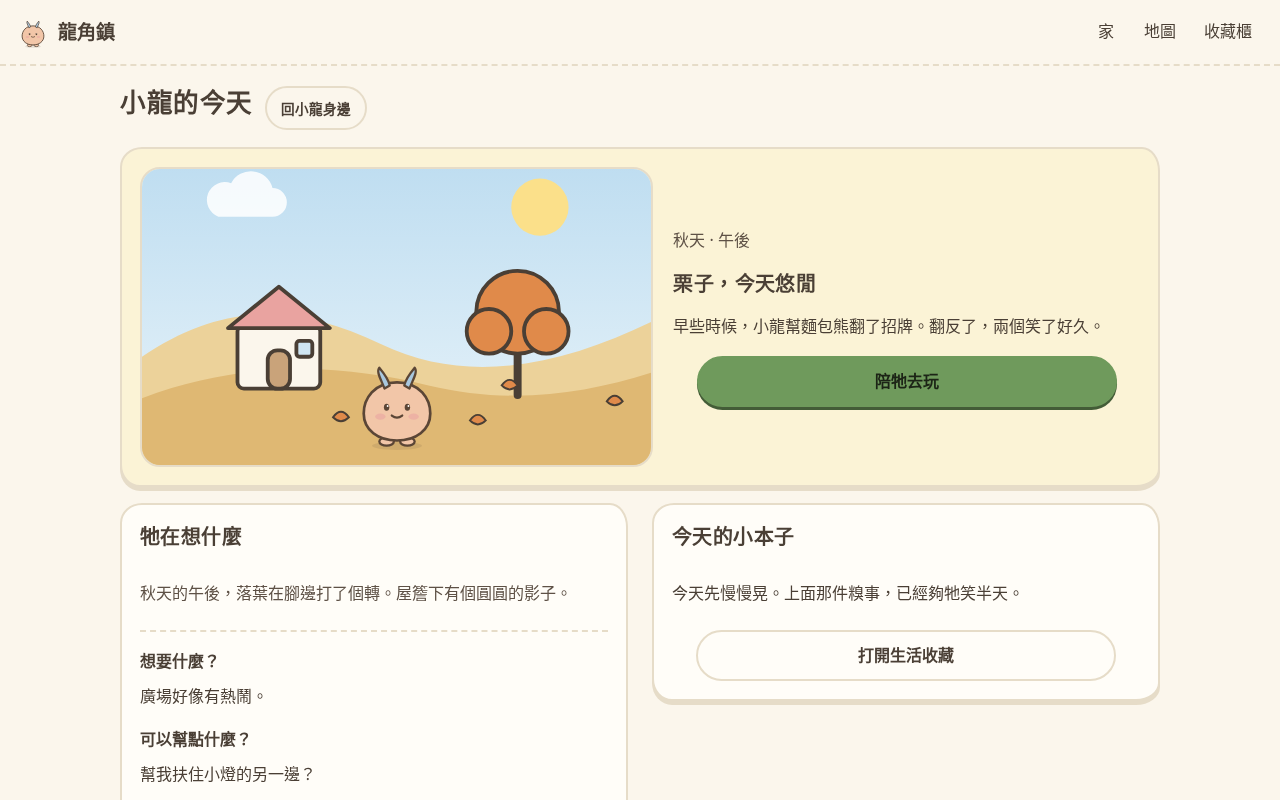 龍角鎮
家
地圖
收藏櫃
小龍的今天
回小龍身邊
秋天 · 午後
栗子，今天悠閒
早些時候，小龍幫麵包熊翻了招牌。翻反了，兩個笑了好久。
陪牠去玩
牠在想什麼
秋天的午後，落葉在腳邊打了個轉。屋簷下有個圓圓的影子。
想要什麼？
廣場好像有熱鬧。
可以幫點什麼？
幫我扶住小燈的另一邊？
今天的小本子
今天先慢慢晃。上面那件糗事，已經夠牠笑半天。
打開生活收藏